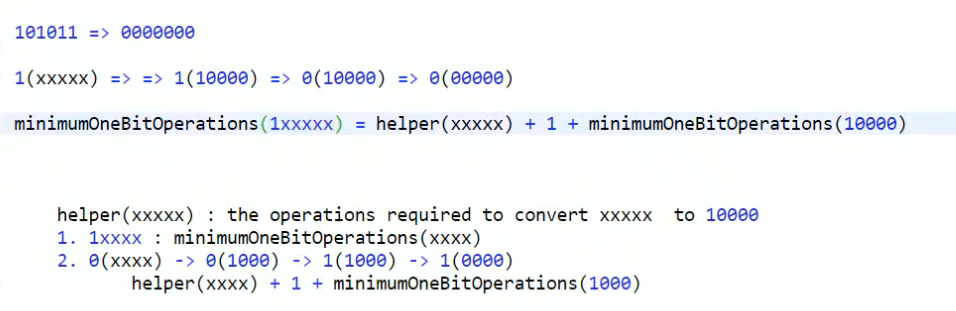 101011 => 0000000
1(xxxxx) => => 1(10000) => 0(10000) => 0(00000)
minimumOneBitOperations(1xxxxx) = helper(xxxxx) + 1 + minimumOneBitOperations(10000)
helper(xxxxx) : the operations required to convert xxxxx  to 10000
1. 1xxxx : minimumOneBitOperations(xxxx)
2. 0(xxxx) -> 0(1000) -> 1(1000) -> 1(0000)
helper(xxxx) + 1 + minimumOneBitOperations(1000)